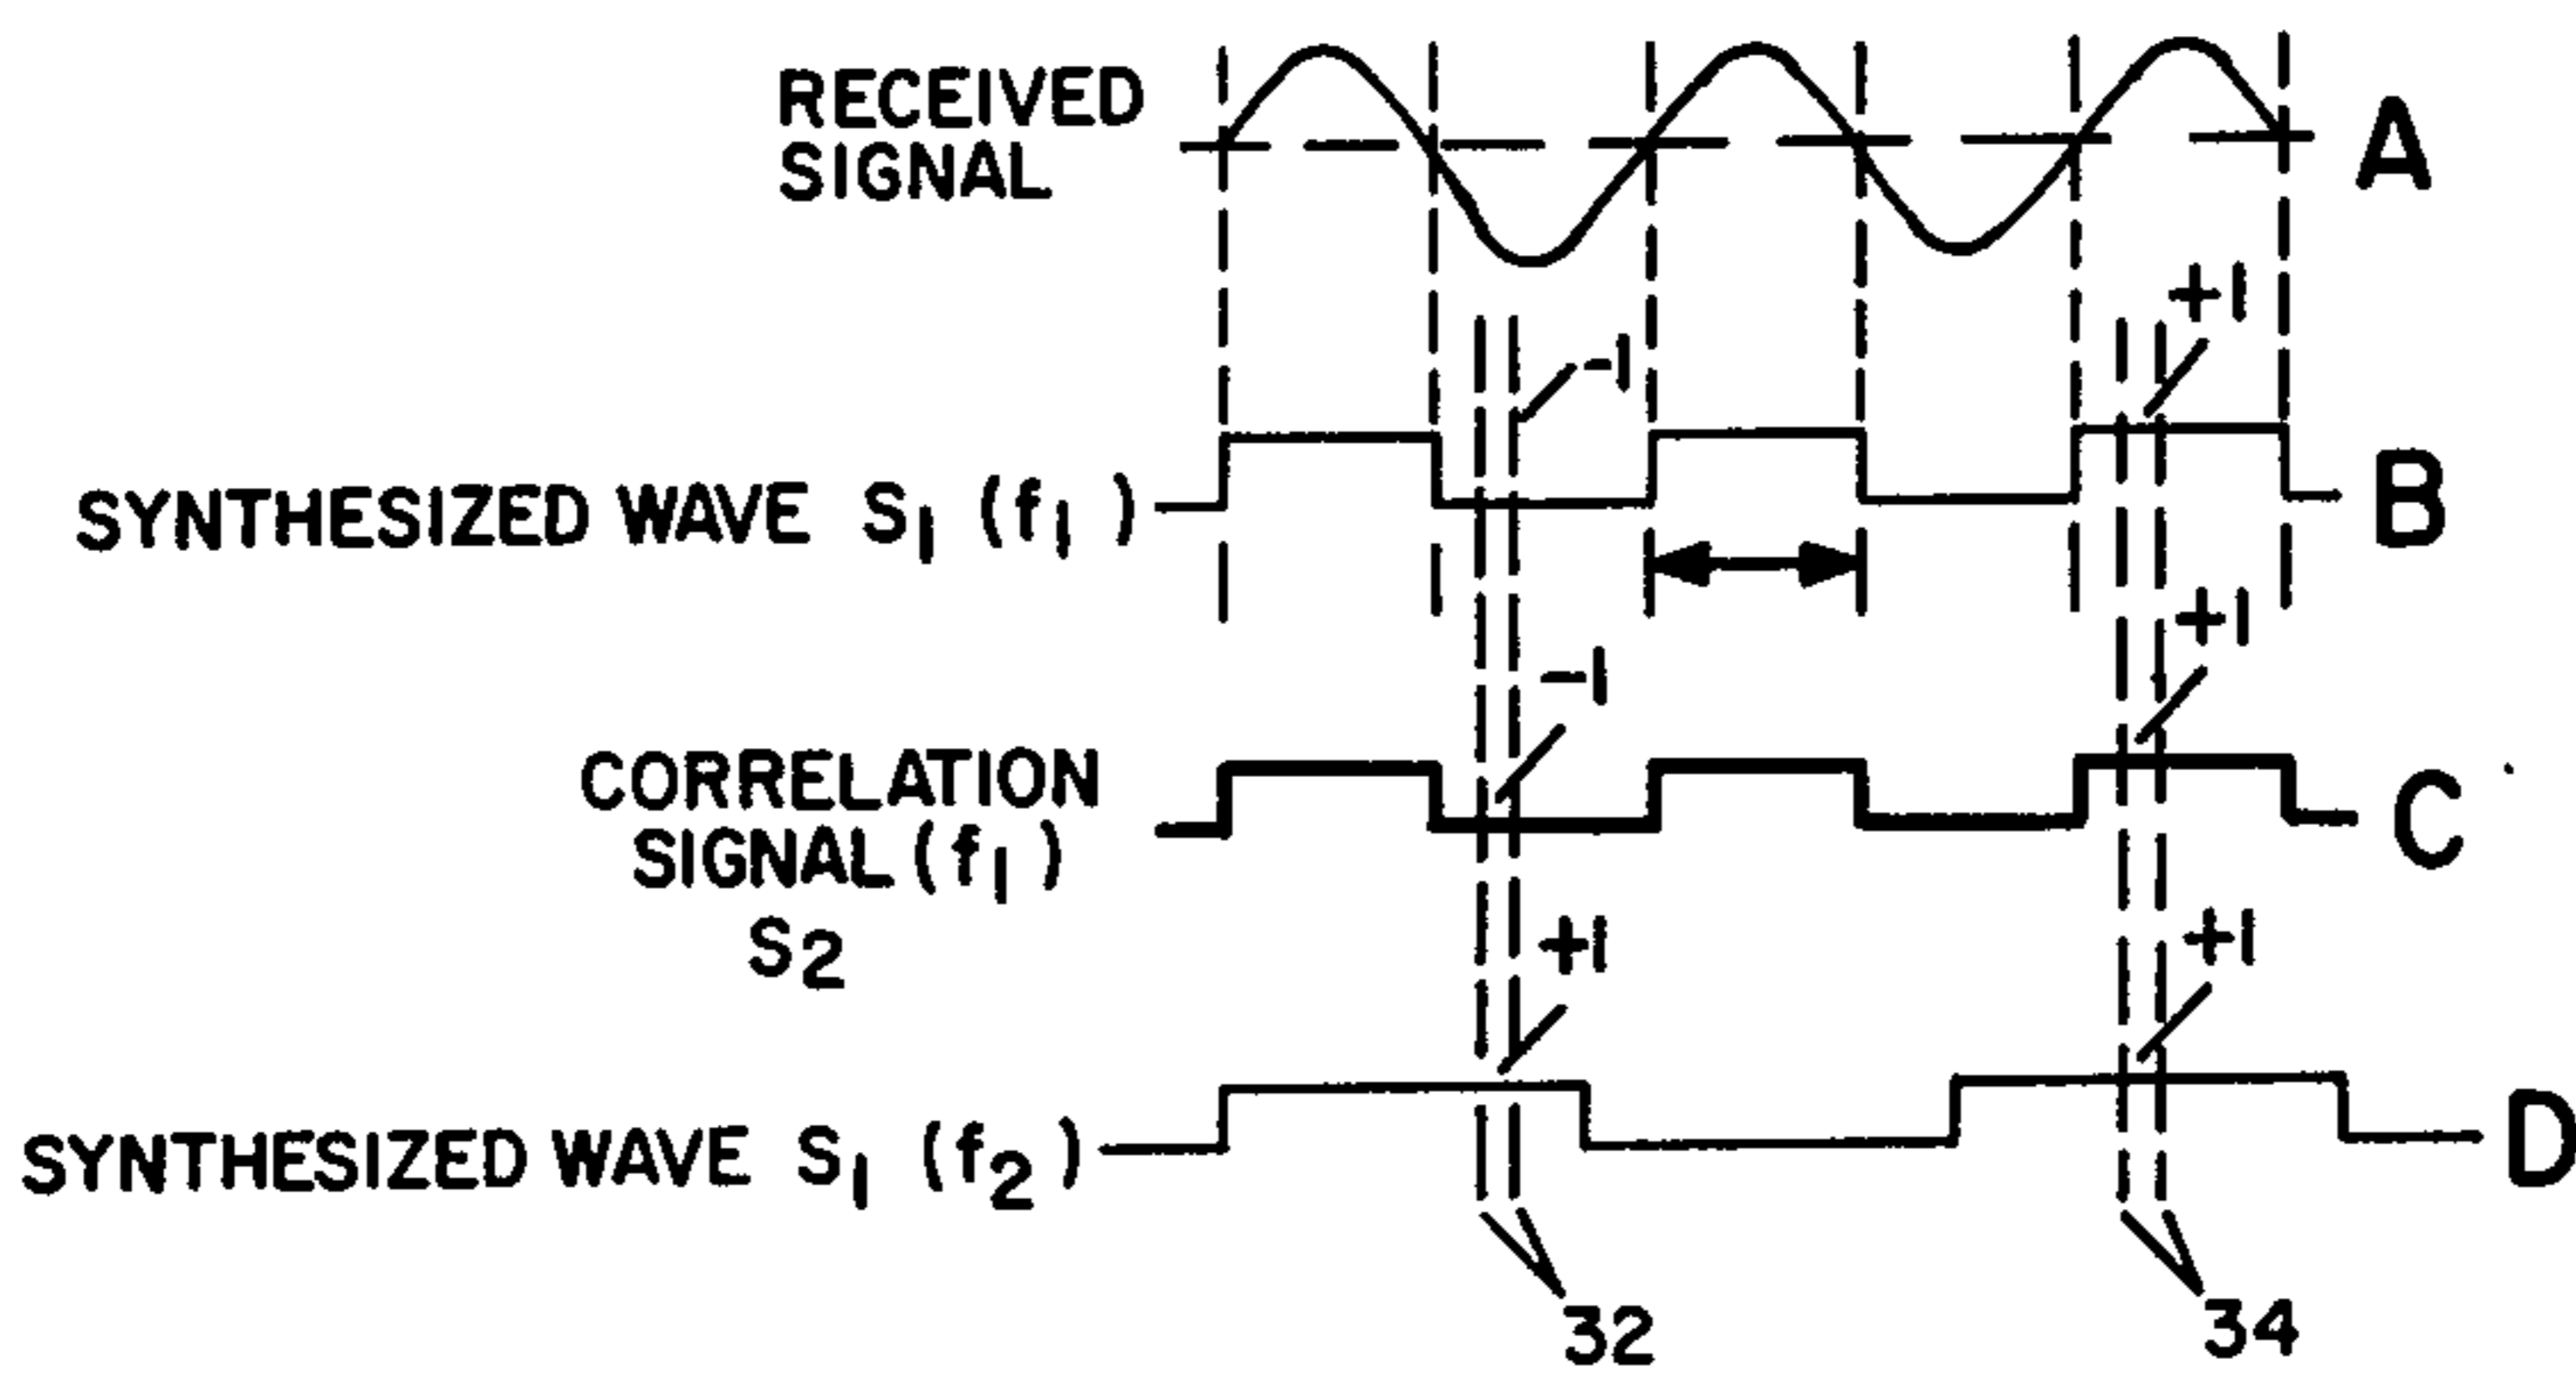 RECEIVED
SIGNAL
A
+1
-1
SYNTHESIZED WAVE S1 (f1)
B
+1
-1
CORRELATION
SIGNAL (f1)
S2
C
+1
+1
SYNTHESIZED WAVE S1 (f2)
D
32
34